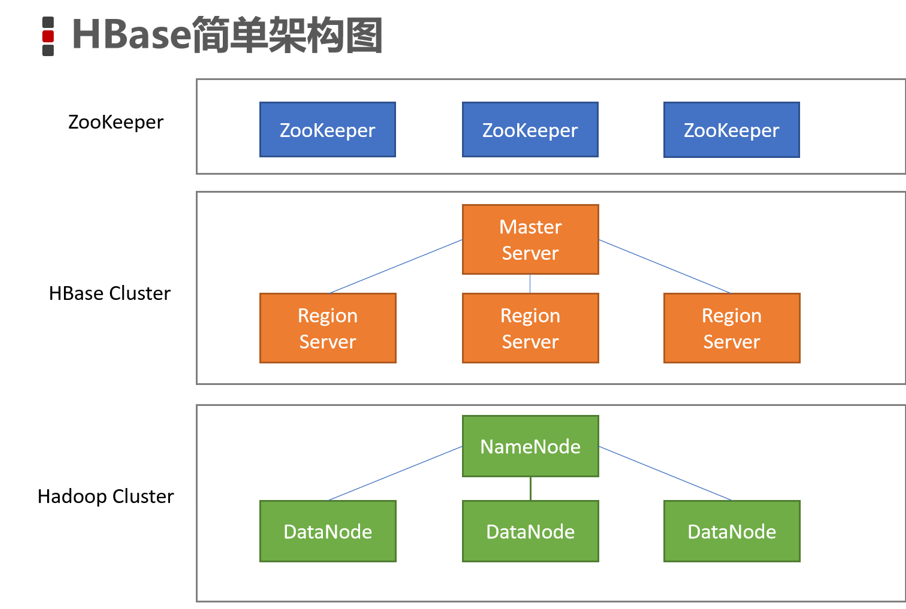 HBase简单架构图
ZooKeeper
ZooKeeper
ZooKeeper
ZooKeeper
HBase Cluster
Master
Server
Region
Server
Region
Server
Region
Server
Hadoop Cluster
NameNode
DataNode
DataNode
DataNode